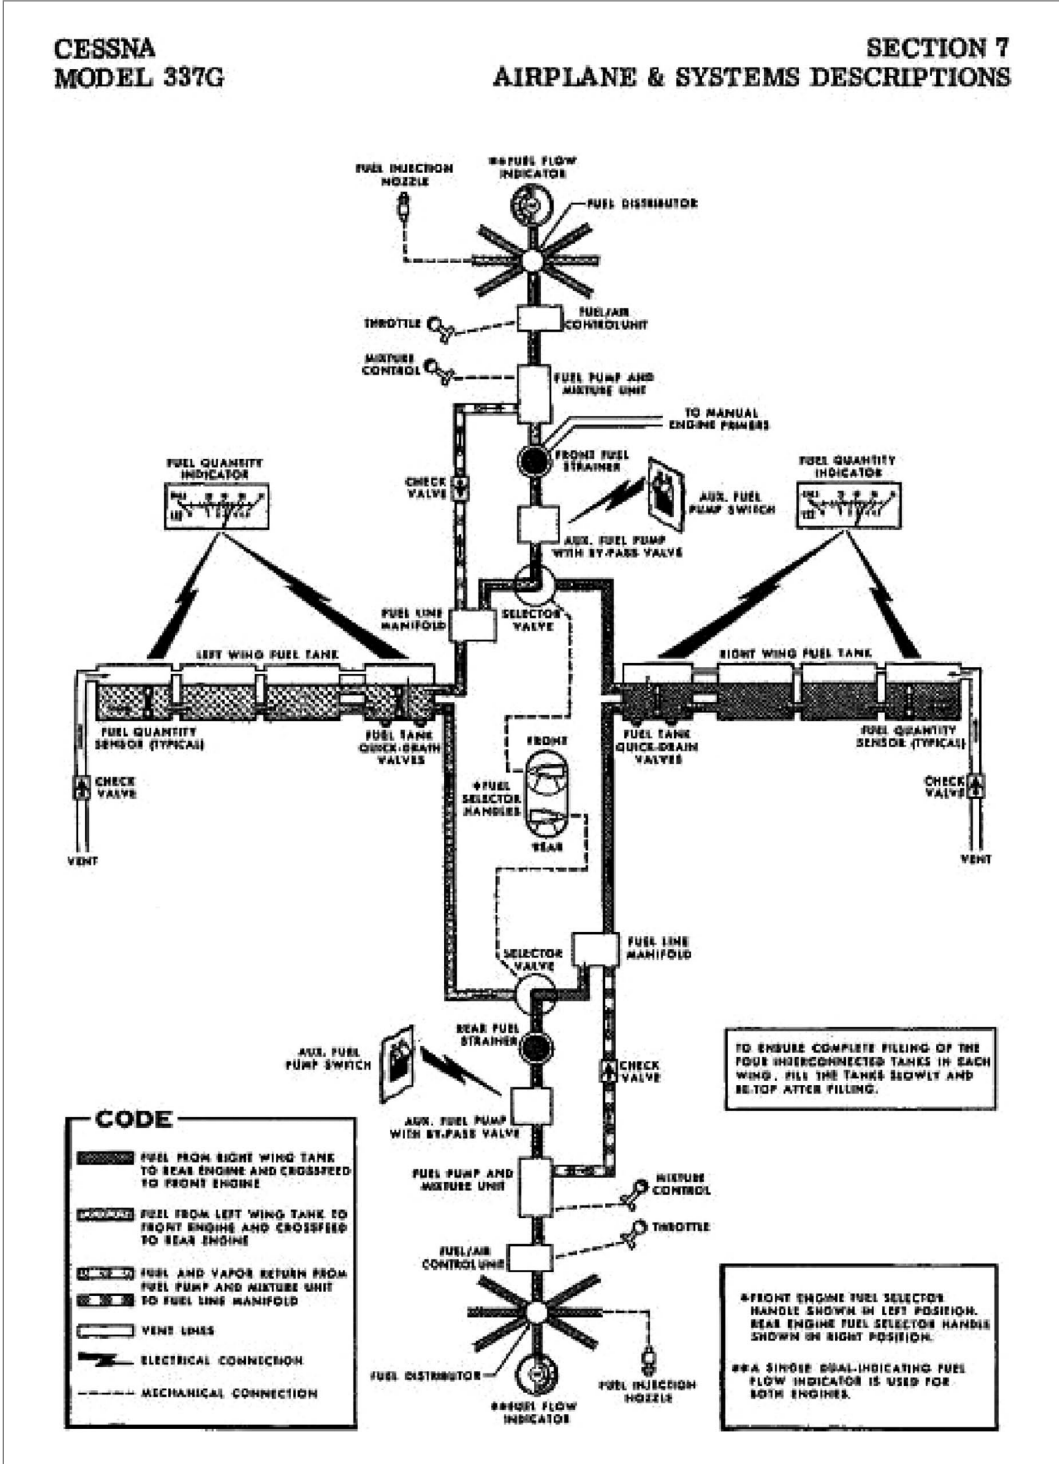 CESSNA
MODEL 337G
SECTION 7
AIRPLANE & SYSTEMS DESCRIPTIONS
FUEL INJECTION
NOZZLE
**FUEL FLOW
INDICATOR
FUEL DISTRIBUTOR
THROTTLE
FUEL/AIR
CONTROL UNIT
MIXTURE
CONTROL
FUEL PUMP AND
MIXTURE UNIT
TO MANUAL
ENGINE PRIMERS
FRONT FUEL
STRAINER
CHECK
VALVE
FUEL QUANTITY
INDICATOR
FUEL QUANTITY
INDICATOR
AUX. FUEL
PUMP SWITCH
AUX. FUEL PUMP
WITH BY-PASS VALVE
FUEL LINE
MANIFOLD
SELECTOR
VALVE
LEFT WING FUEL TANK
RIGHT WING FUEL TANK
FUEL QUANTITY
SENSOR (TYPICAL)
FUEL TANK
QUICK-DRAIN
VALVES
FUEL TANK
QUICK-DRAIN
VALVES
FUEL QUANTITY
SENSOR (TYPICAL)
CHECK
VALVE
VENT
FRONT
*FUEL
SELECTOR
HANDLES
REAR
CHECK
VALVE
VENT
SELECTOR
VALVE
FUEL LINE
MANIFOLD
REAR FUEL
STRAINER
AUX. FUEL
PUMP SWITCH
CHECK
VALVE
AUX. FUEL PUMP
WITH BY-PASS VALVE
FUEL PUMP AND
MIXTURE UNIT
MIXTURE
CONTROL
THROTTLE
FUEL/AIR
CONTROL UNIT
FUEL DISTRIBUTOR
**FUEL FLOW
INDICATOR
FUEL INJECTION
NOZZLE
TO ENSURE COMPLETE FILLING OF THE
FOUR INTERCONNECTED TANKS IN EACH
WING, FILL THE TANKS SLOWLY AND
RE-TOP AFTER FILLING.
CODE
FUEL FROM RIGHT WING TANK
TO REAR ENGINE AND CROSSFEED
TO FRONT ENGINE
FUEL FROM LEFT WING TANK TO
FRONT ENGINE AND CROSSFEED
TO REAR ENGINE
FUEL AND VAPOR RETURN FROM
FUEL PUMP AND MIXTURE UNIT
TO FUEL LINE MANIFOLD
VENT LINES
ELECTRICAL CONNECTION
MECHANICAL CONNECTION
*FRONT ENGINE FUEL SELECTOR
HANDLE SHOWN IN LEFT POSITION.
REAR ENGINE FUEL SELECTOR HANDLE
SHOWN IN RIGHT POSITION.
**A SINGLE DUAL-INDICATING FUEL
FLOW INDICATOR IS USED FOR
BOTH ENGINES.